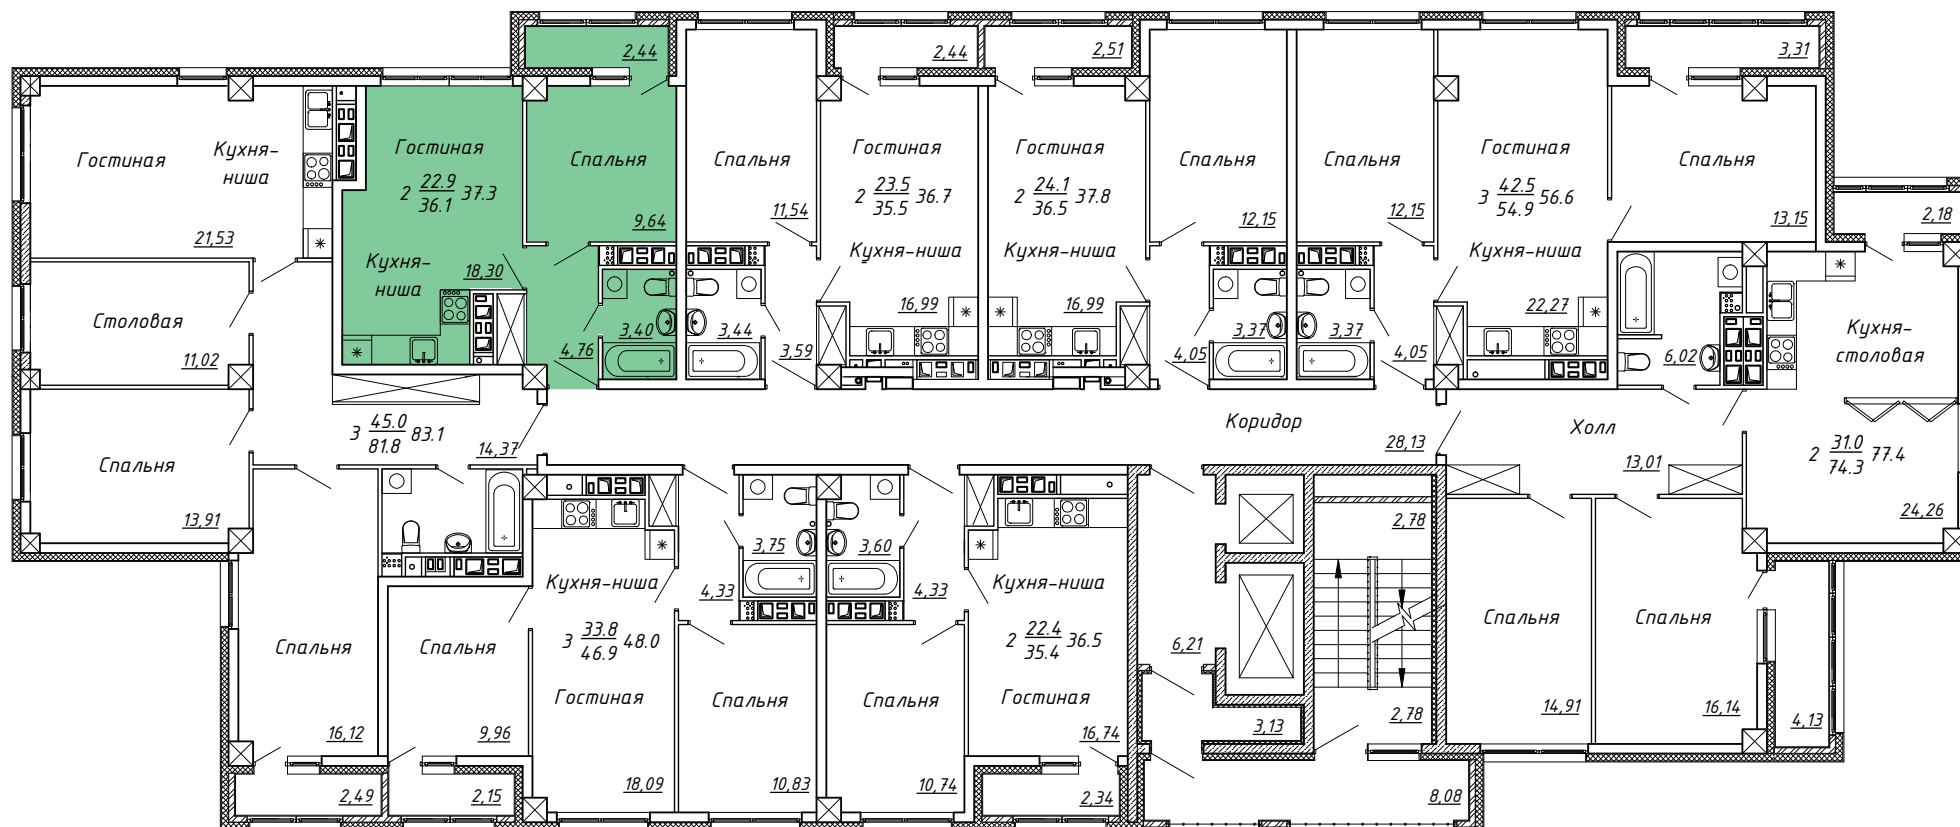 2,44
2,44
2,51
3,31
Гостиная
Кухня-
ниша
21,53
Гостиная
2 22.9 37.3
36.1
Кухня-
ниша
18,30
Спальня
9,64
Спальня
11,54
Гостиная
2 23.5 36.7
35.5
Кухня-ниша
16,99
Гостиная
2 24.1 37.8
36.5
Кухня-ниша
16,99
Спальня
12,15
Спальня
12,15
Гостиная
3 42.5 56.6
54.9
Кухня-ниша
22,27
Спальня
13,15
2,18
Столовая
11,02
4,76
3,40
3,44
3,59
3,37
4,05
3,37
4,05
6,02
Кухня-
столовая
Спальня
13,91
3 45.0 83.1
81.8
14,37
Коридор
28,13
Холл
13,01
2 31.0 77.4
74.3
24,26
Спальня
16,12
Спальня
9,96
Кухня-ниша
3 33.8 48.0
46.9
Гостиная
18,09
3,75
4,33
Спальня
10,83
3,60
4,33
Спальня
10,74
Кухня-ниша
2 22.4 36.5
35.4
Гостиная
16,74
6,21
2,78
3,13
2,78
Спальня
14,91
Спальня
16,14
4,13
2,49
2,15
2,34
8,08